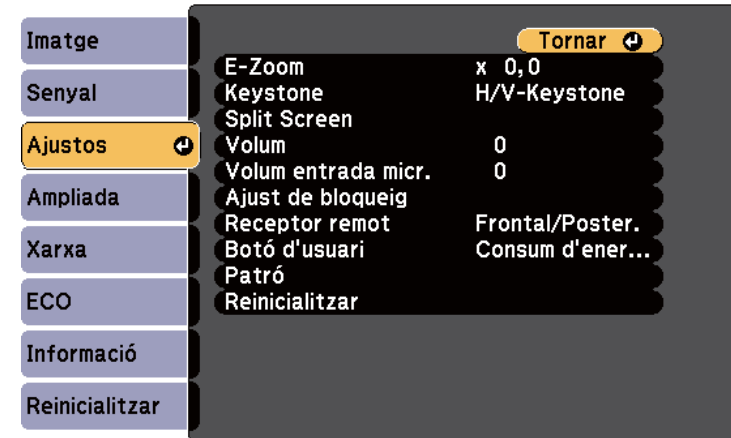 Imatge
Senyal
Ajustos
Ampliada
Xarxa
ECO
Informació
Reinicialitzar
Tornar
E-Zoom x 0,0
Keystone H/V-Keystone
Split Screen
Volum 0
Volum entrada micr. 0
Ajust de bloqueig
Receptor remot Frontal/Poster.
Botó d'usuari Consum d'ener...
Patró
Reinicialitzar